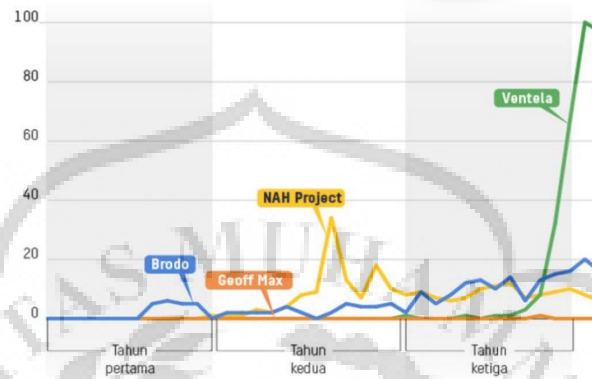 100
80
60
40
20
0
Ventela
NAH Project
Brodo
Geoff Max
Tahun
pertama
Tahun
kedua
Tahun
ketiga